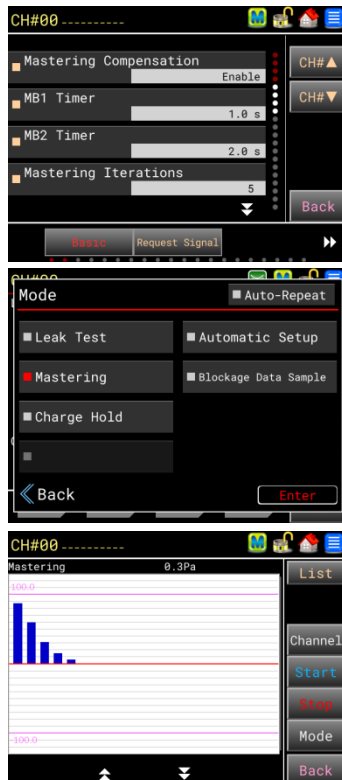 CH#00----------
M
Mastering Compensation
Enable
CH#▲
MB1 Timer
1.0 s
CH#▼
MB2 Timer
2.0 s
Mastering Iterations
5
Back
Basic
Request Signal
Mode
Auto-Repeat
Leak Test
Automatic Setup
Mastering
Blockage Data Sample
Charge Hold
Back
Enter
CH#00----------
M
Mastering
0.3Pa
List
100.0
Channel
Start
Stop
Mode
-100.0
Back